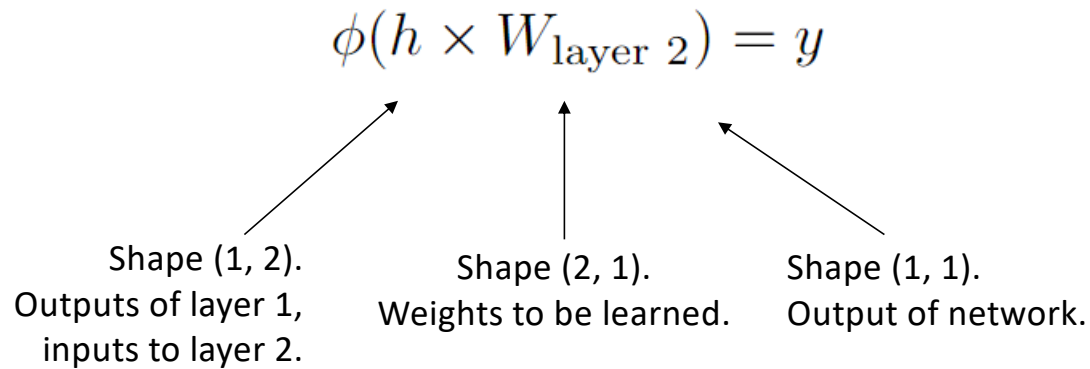 ϕ(h × W_layer 2) = y
Shape (1, 2).
Outputs of layer 1,
inputs to layer 2.
Shape (2, 1).
Weights to be learned.
Shape (1, 1).
Output of network.